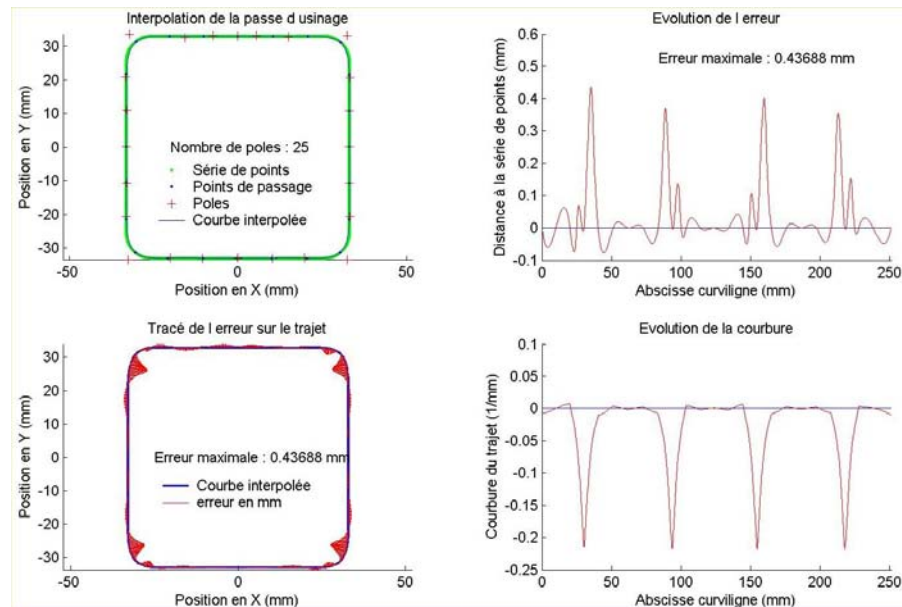 Interpolation de la passe d usinage
30
20
10
0
-10
-20
-30
Position en Y (mm)
Nombre de poles : 25
Série de points
Points de passage
Poles
Courbe interpolée
-50
0
50
Position en X (mm)
Evolution de l erreur
Erreur maximale : 0.43688 mm
0.6
0.5
0.4
0.3
0.2
0.1
0
-0.1
Distance à la série de points (mm)
0
50
100
150
200
250
Abscisse curviligne (mm)
Tracé de l erreur sur le trajet
30
20
10
0
-10
-20
-30
Position en Y (mm)
Erreur maximale : 0.43688 mm
Courbe interpolée
erreur en mm
-50
0
50
Position en X (mm)
Evolution de la courbure
0.1
0.05
0
-0.05
-0.1
-0.15
-0.2
-0.25
Courbure du trajet (1/mm)
0
50
100
150
200
250
Abscisse curviligne (mm)